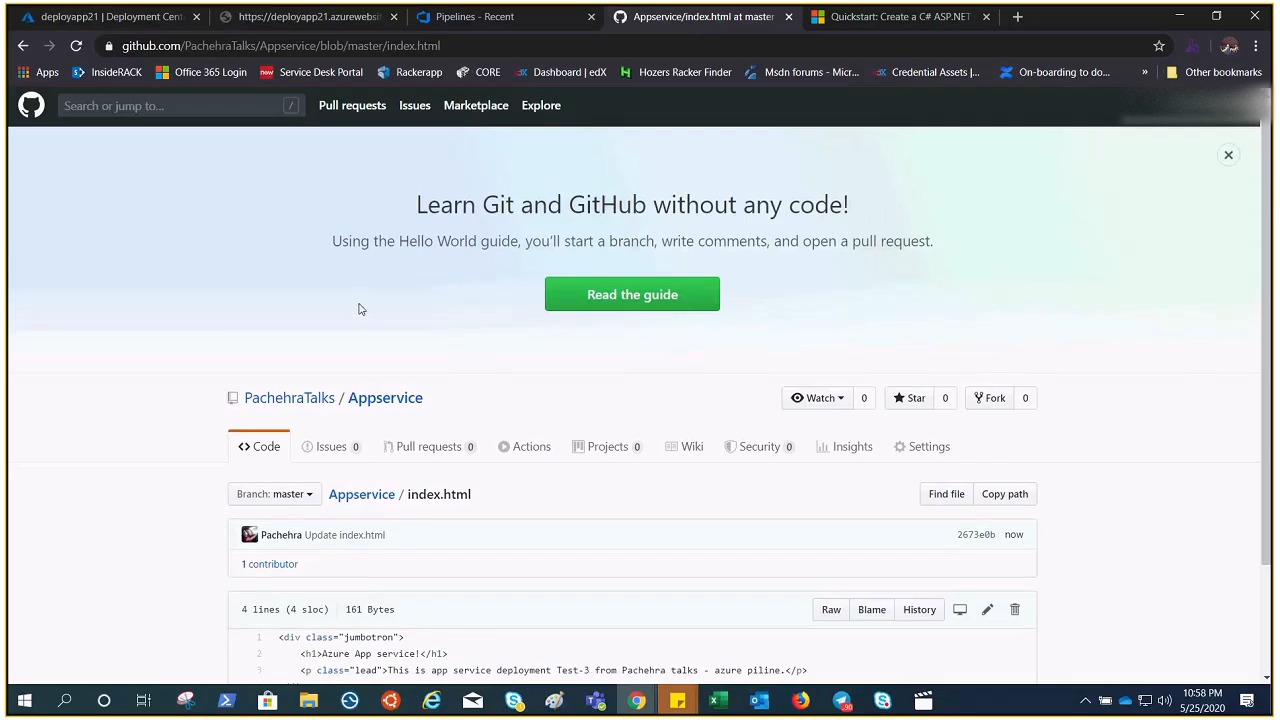 deployapp21 | Deployment Cente
https://deployapp21.azurewebsit
Pipelines - Recent
Appservice/index.html at master
Quickstart: Create a C# ASP.NET
github.com/PachehraTalks/Appservice/blob/master/index.html
Apps
InsideRACK
Office 365 Login
new
Service Desk Portal
Rackerapp
CORE
Dashboard | edX
Hozers Racker Finder
Msdn forums - Micr...
Credential Assets |...
On-boarding to do...
»
Other bookmarks
Search or jump to...
/
Pull requests
Issues
Marketplace
Explore
Learn Git and GitHub without any code!
Using the Hello World guide, you’ll start a branch, write comments, and open a pull request.
Read the guide
PachehraTalks / Appservice
Watch
0
Star
0
Fork
0
<> Code
Issues 0
Pull requests 0
Actions
Projects 0
Wiki
Security 0
Insights
Settings
Branch: master
Appservice / index.html
Find file
Copy path
Pachehra Update index.html
2673e0b now
1 contributor
4 lines (4 sloc) 161 Bytes
Raw
Blame
History
1 <div class="jumbotron">
2 <h1>Azure App service!</h1>
3 <p class="lead">This is app service deployment Test-3 from Pachehra talks - azure piline.</p>
90
10:58 PM
5/25/2020